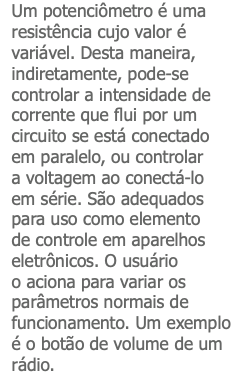 Um potenciômetro é uma
resistência cujo valor é
variável. Desta maneira,
indiretamente, pode-se
controlar a intensidade de
corrente que flui por um
circuito se está conectado
em paralelo, ou controlar
a voltagem ao conectá-lo
em série. São adequados
para uso como elemento
de controle em aparelhos
eletrônicos. O usuário
o aciona para variar os
parâmetros normais de
funcionamento. Um exemplo
é o botão de volume de um
rádio.